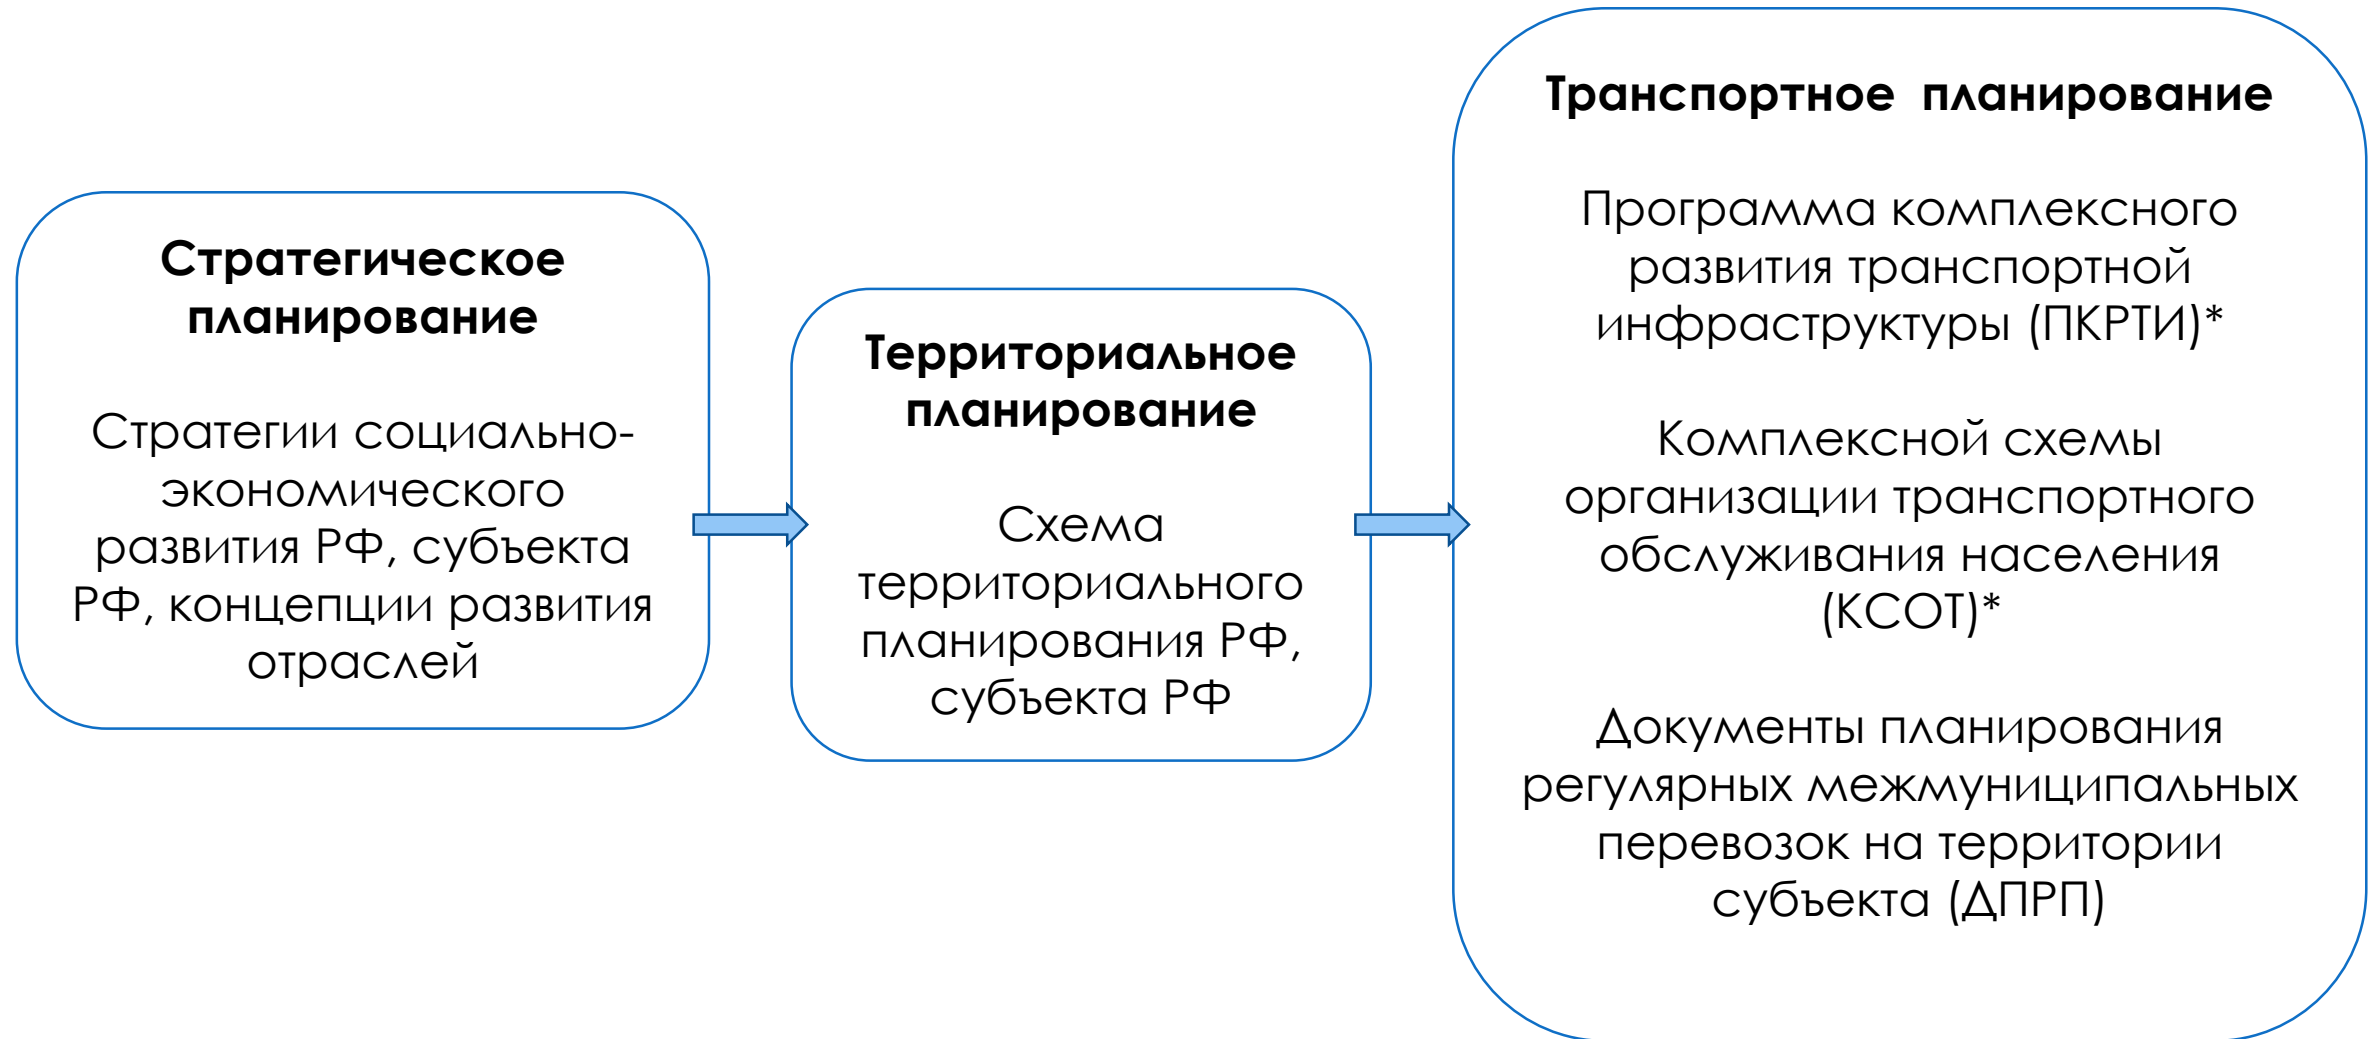 Стратегическое
планирование
Стратегии социально-
экономического
развития РФ, субъекта
РФ, концепции развития
отраслей
Территориальное
планирование
Схема
территориального
планирования РФ,
субъекта РФ
Транспортное планирование
Программа комплексного
развития транспортной
инфраструктуры (ПКРТИ)*
Комплексной схемы
организации транспортного
обслуживания населения
(КСОТ)*
Документы планирования
регулярных межмуниципальных
перевозок на территории
субъекта (ДПРП)